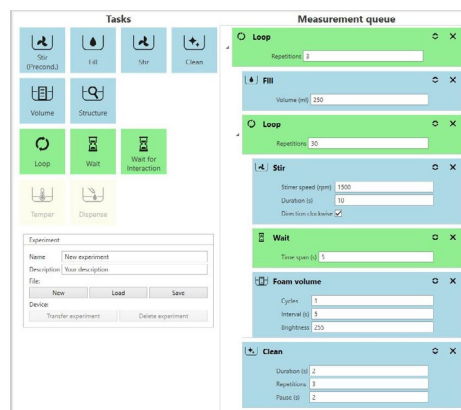 Tasks
Stir
(Precond.)
Fill
Stir
Clean
Volume
Structure
Loop
Wait
Wait for
Interaction
Temper
Dispense
Experiment
Name New experiment
Description Your description
File:
New Load Save
Device:
Transfer experiment Delete experiment
Measurement queue
Loop
Repetitions 3
Fill
Volume (ml) 250
Loop
Repetitions 30
Stir
Stirrer speed (rpm) 1500
Duration (s) 10
Direction clockwise
Wait
Time span (s) 5
Foam volume
Cycles 1
Interval (s) 5
Brightness 255
Clean
Duration (s) 2
Repetitions 3
Pause (s) 2